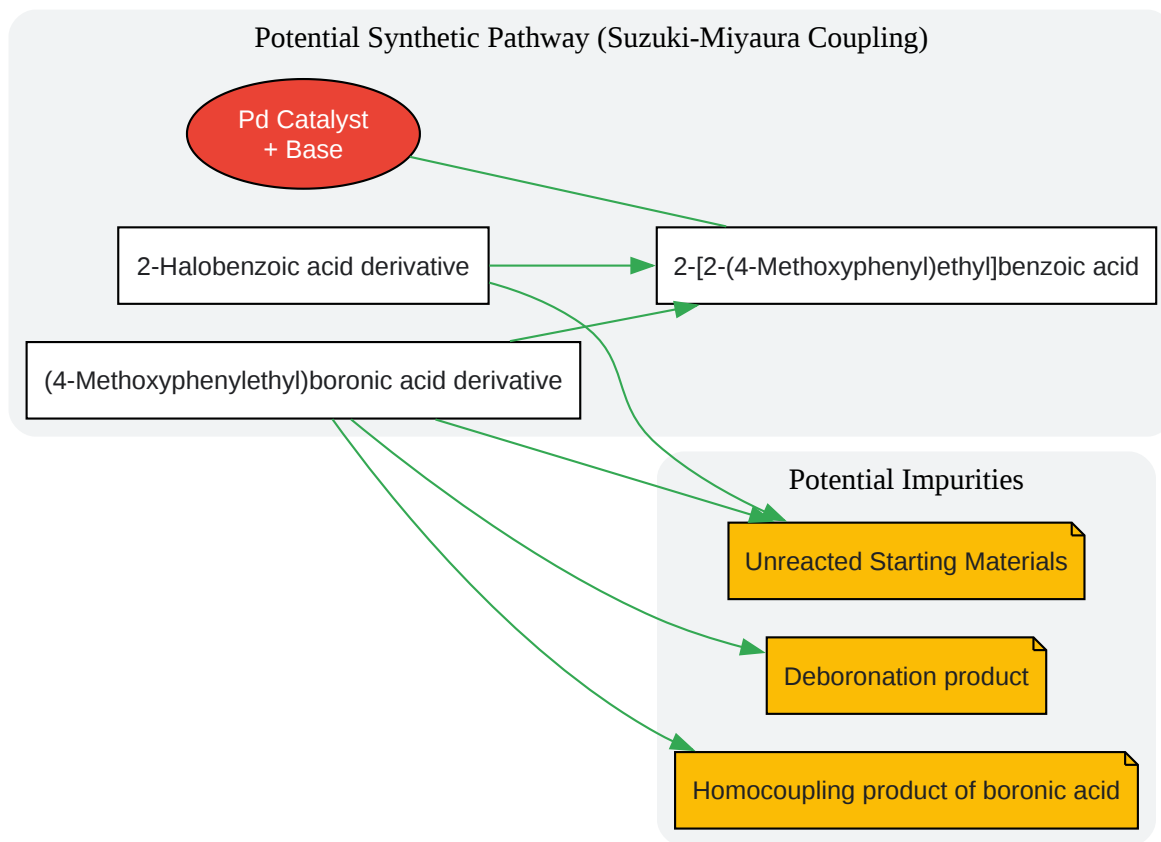 Potential Synthetic Pathway (Suzuki-Miyaura Coupling)
Pd Catalyst
+ Base
2-Halobenzoic acid derivative
2-[2-(4-Methoxyphenyl)ethyl]benzoic acid
(4-Methoxyphenylethyl)boronic acid derivative
Potential Impurities
Unreacted Starting Materials
Deboronation product
Homocoupling product of boronic acid